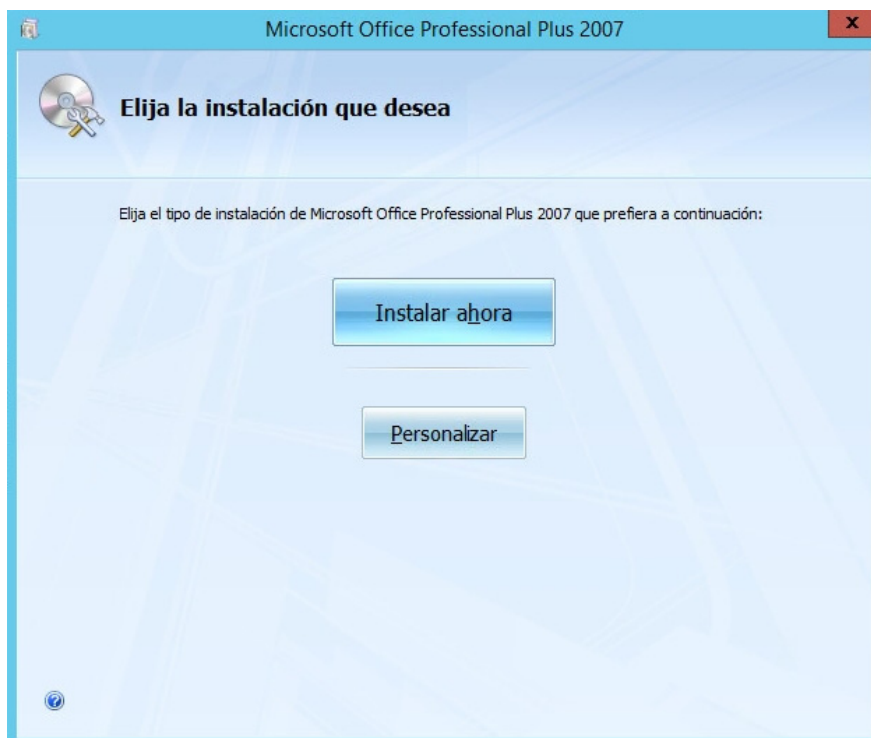 Microsoft Office Professional Plus 2007
x
Elija la instalación que desea
Elija el tipo de instalación de Microsoft Office Professional Plus 2007 que prefiera a continuación:
Instalar ahora
Personalizar
?